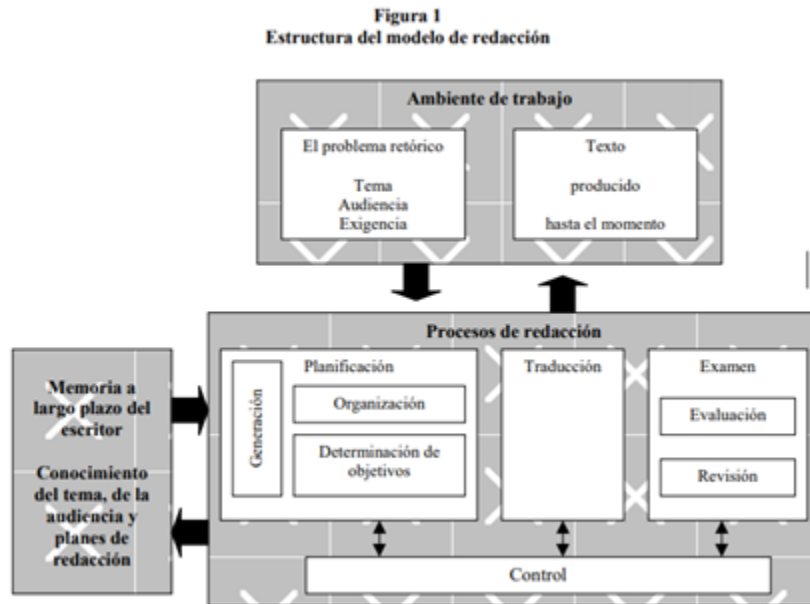 Figura 1
Estructura del modelo de redacción
Ambiente de trabajo
El problema retórico
Tema
Audiencia
Exigencia
Texto
producido
hasta el momento
Memoria a
largo plazo del
escritor
Conocimiento
del tema, de la
audiencia y
planes de
redacción
Procesos de redacción
Planificación
Generación
Organización
Determinación de
objetivos
Traducción
Examen
Evaluación
Revisión
Control